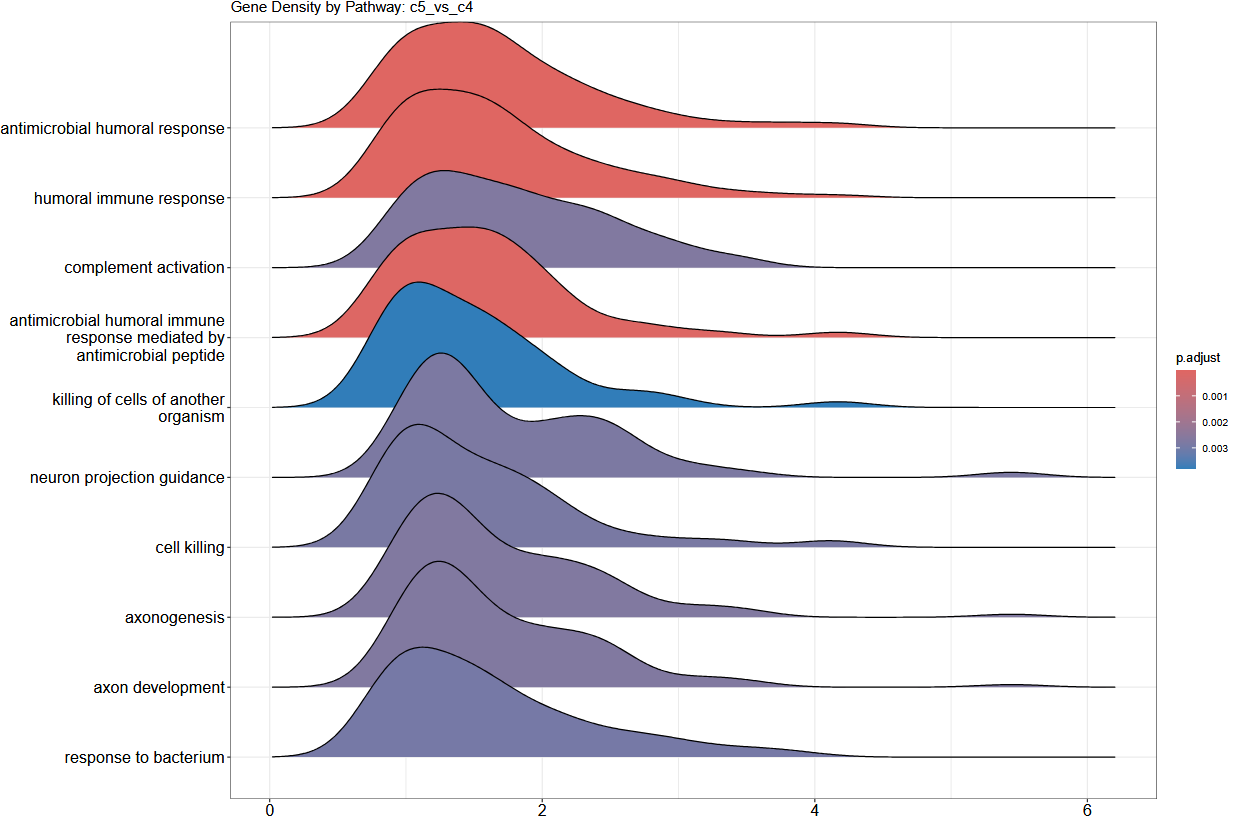 Gene Density by Pathway: c5_vs_c4
antimicrobial humoral response
humoral immune response
complement activation
antimicrobial humoral immune
response mediated by
antimicrobial peptide
killing of cells of another
organism
neuron projection guidance
cell killing
axonogenesis
axon development
response to bacterium
0
2
4
6
p.adjust
0.001
0.002
0.003